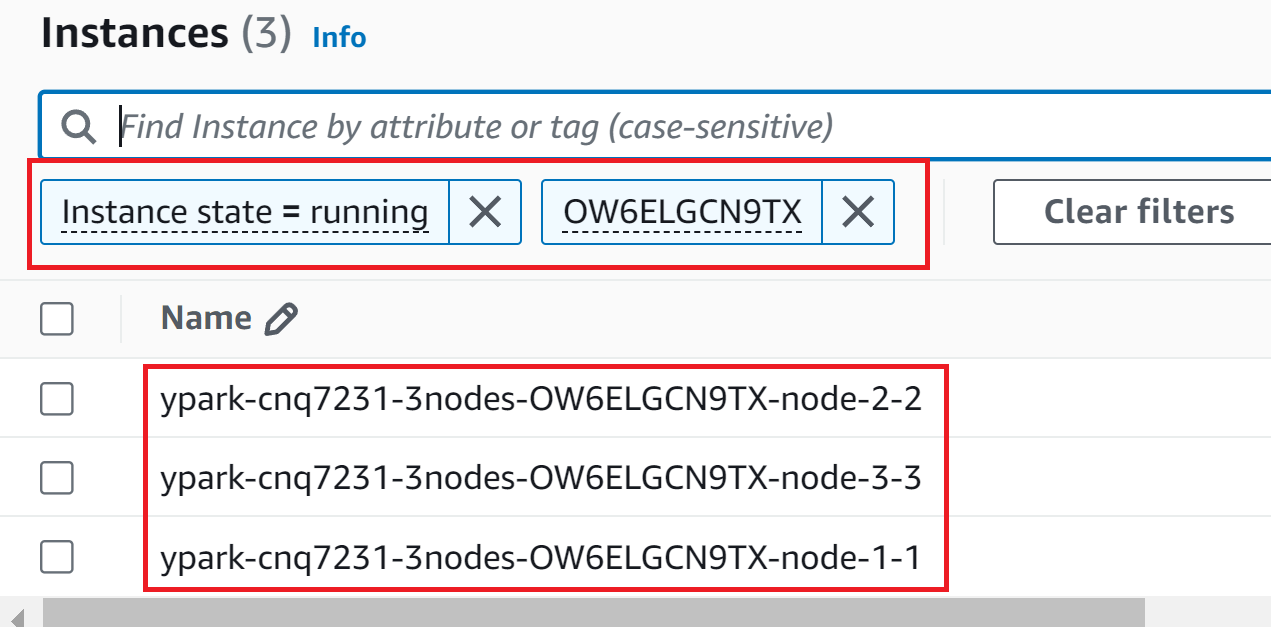 Instances (3) Info
Find Instance by attribute or tag (case-sensitive)
Instance state = running OW6ELGCN9TX Clear filters
Name
ypark-cnq7231-3nodes-OW6ELGCN9TX-node-2-2
ypark-cnq7231-3nodes-OW6ELGCN9TX-node-3-3
ypark-cnq7231-3nodes-OW6ELGCN9TX-node-1-1